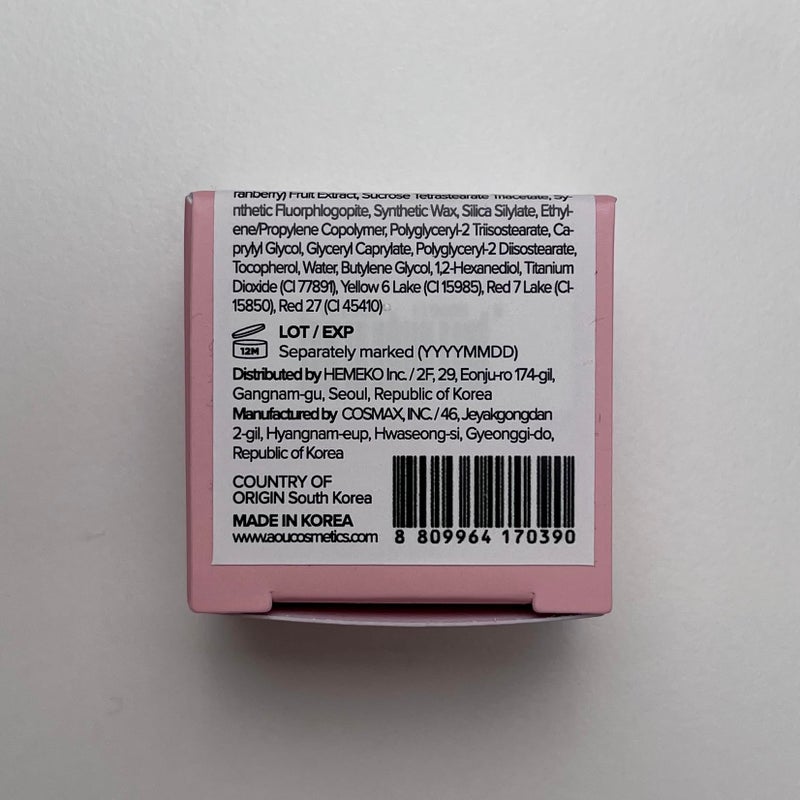 ranberry) Fruit Extract, Sucrose Tetrastearate Triacetate, Sy-
nthetic Fluorphlogopite, Synthetic Wax, Silica Silylate, Ethyl-
ene/Propylene Copolymer, Polyglyceryl-2 Triisostearate, Ca-
prylyl Glycol, Glyceryl Caprylate, Polyglyceryl-2 Diisostearate,
Tocopherol, Water, Butylene Glycol, 1,2-Hexanediol, Titanium
Dioxide (CI 77891), Yellow 6 Lake (CI 15985), Red 7 Lake (CI-
15850), Red 27 (CI 45410)
12M
LOT / EXP
Separately marked (YYYYMMDD)
Distributed by HEMEKO Inc. / 2F, 29, Eonju-ro 174-gil,
Gangnam-gu, Seoul, Republic of Korea
Manufactured by COSMAX, INC. / 46, Jeyakgongdan
2-gil, Hyangnam-eup, Hwaseong-si, Gyeonggi-do,
Republic of Korea
COUNTRY OF
ORIGIN South Korea
MADE IN KOREA
www.aoucosmetics.com
8 809964 170390